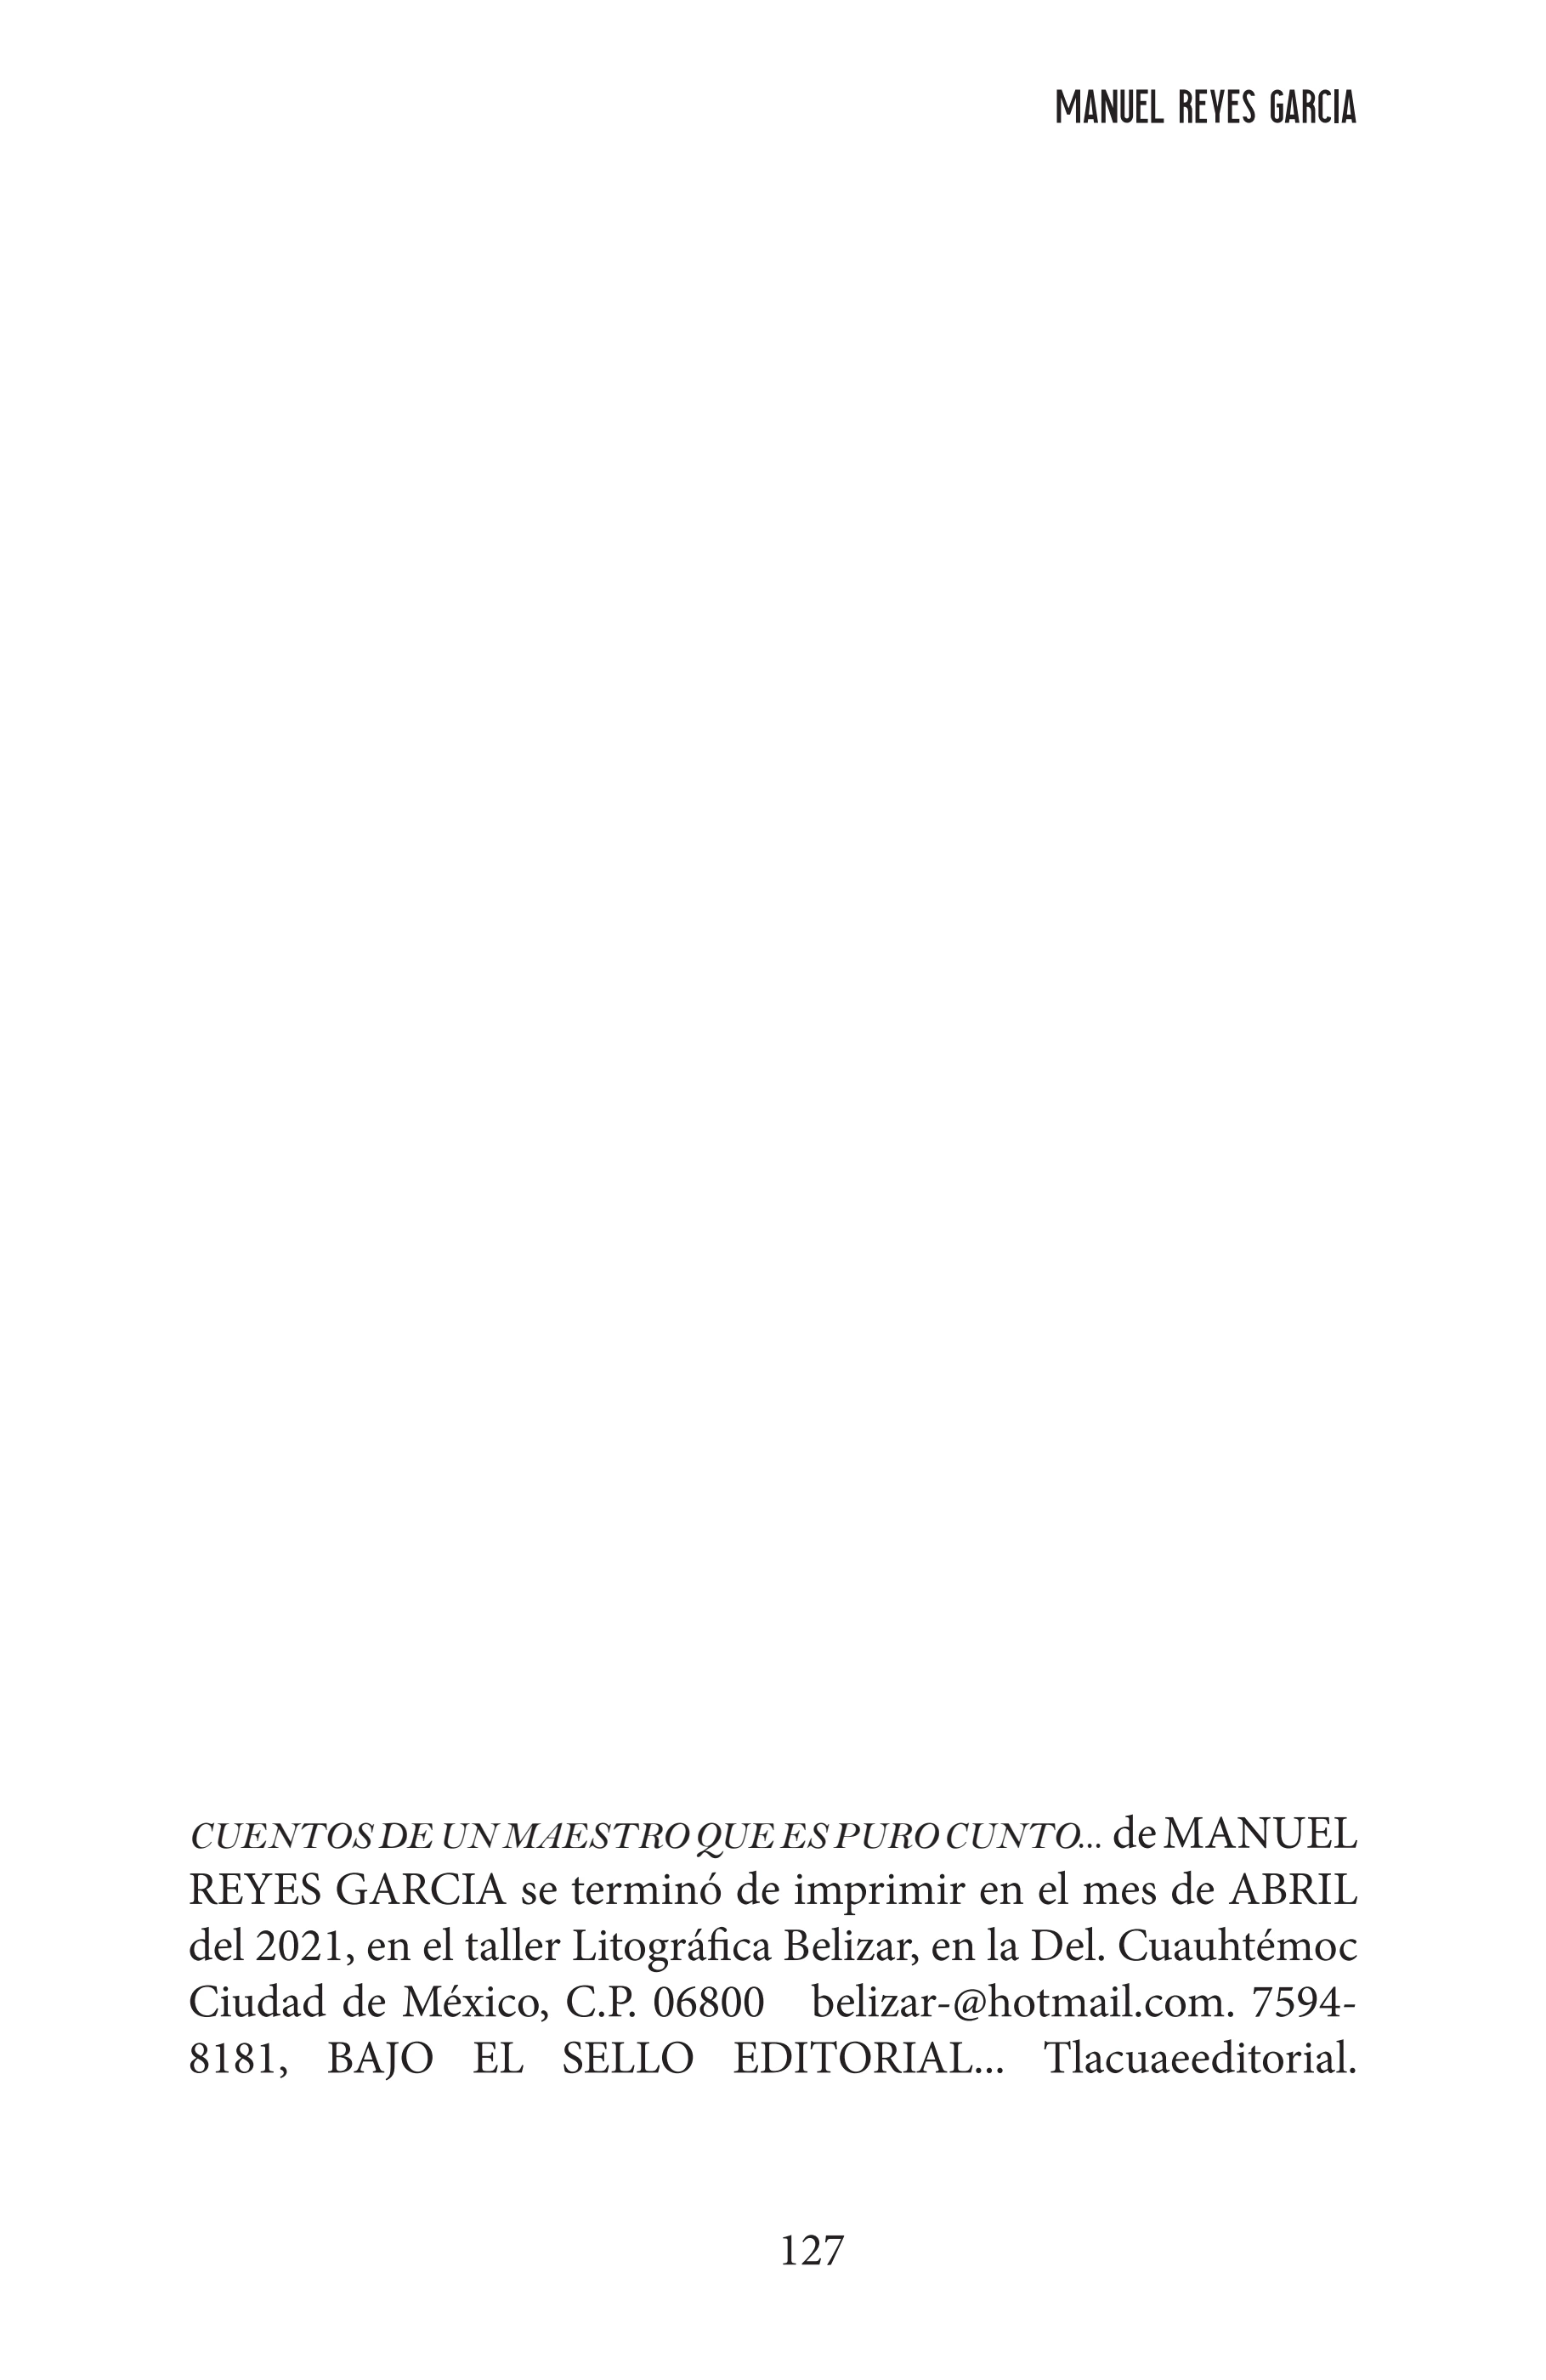 MANUEL REYES GARCIA
CUENTOS DE UN MAESTRO QUE ES PURO CUNTO... de MANUEL
REYES GARCIA se terminó de imprimir en el mes de ABRIL
del 2021, en el taller Litográfica Belizar, en la Del. Cuauhtémoc
Ciudad de México, C.P. 06800 belizar-@hotmail.com. 7594-
8181, BAJO EL SELLO EDITORIAL... Tlacuaeeditorial.
127